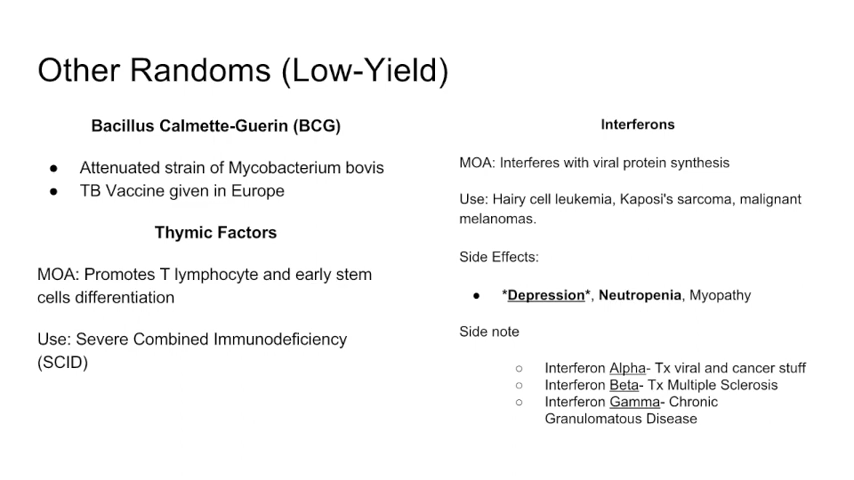 Other Randoms (Low-Yield)
Bacillus Calmette-Guerin (BCG)
● Attenuated strain of Mycobacterium bovis
● TB Vaccine given in Europe
Thymic Factors
MOA: Promotes T lymphocyte and early stem
cells differentiation
Use: Severe Combined Immunodeficiency
(SCID)
Interferons
MOA: Interferes with viral protein synthesis
Use: Hairy cell leukemia, Kaposi's sarcoma, malignant
melanomas.
Side Effects:
● *Depression*, Neutropenia, Myopathy
Side note
○ Interferon Alpha- Tx viral and cancer stuff
○ Interferon Beta- Tx Multiple Sclerosis
○ Interferon Gamma- Chronic
Granulomatous Disease